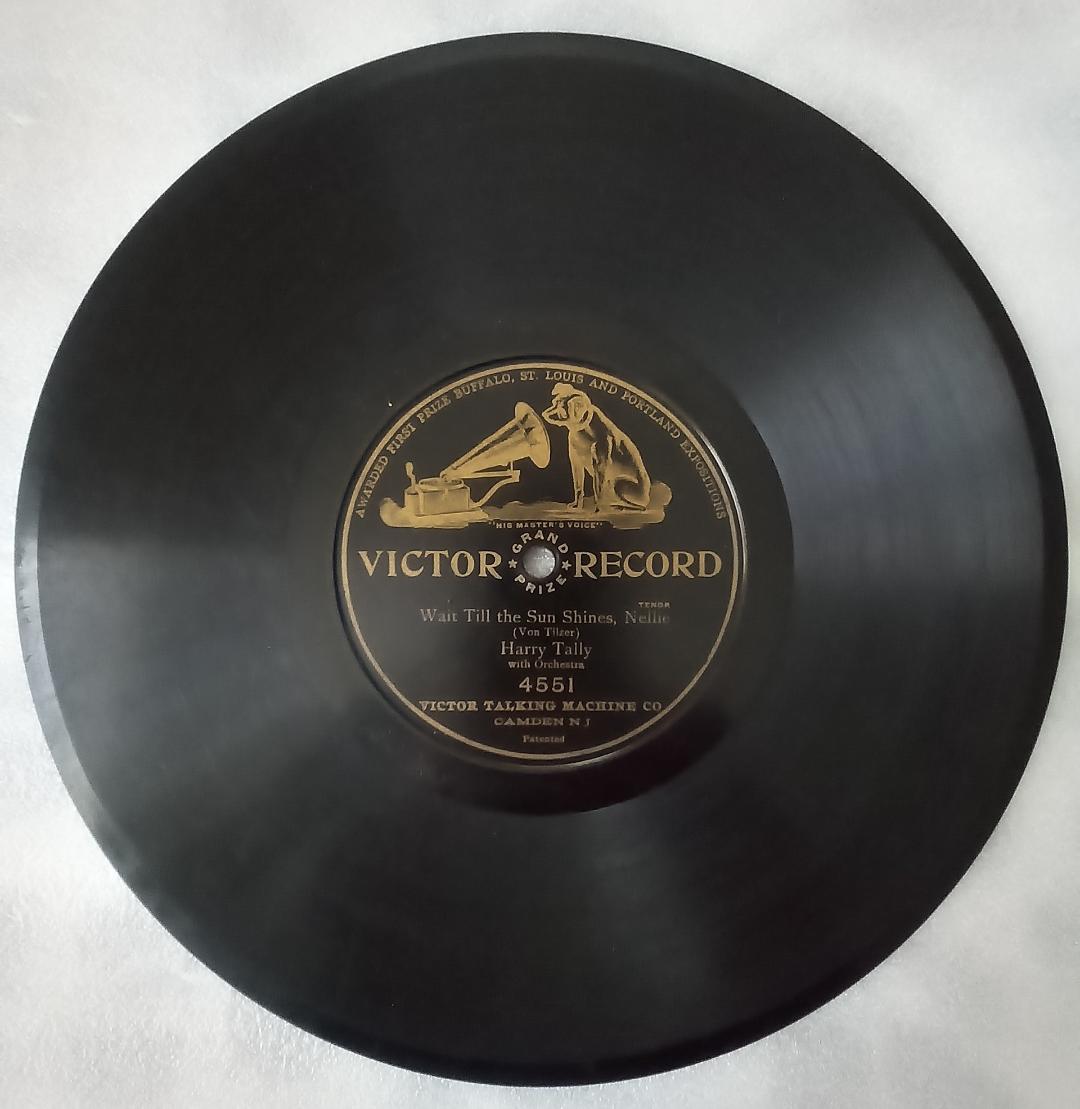 AWARDED FIRST PRIZE BUFFALO, ST. LOUIS AND PORTLAND EXPOSITIONS
"HIS MASTER'S VOICE"
VICTOR RECORD
GRAND PRIZE
TENOR
Wait Till the Sun Shines, Nellie
(Von Tilzer)
Harry Tally
with Orchestra
4551
VICTOR TALKING MACHINE CO
CAMDEN N J
Patented